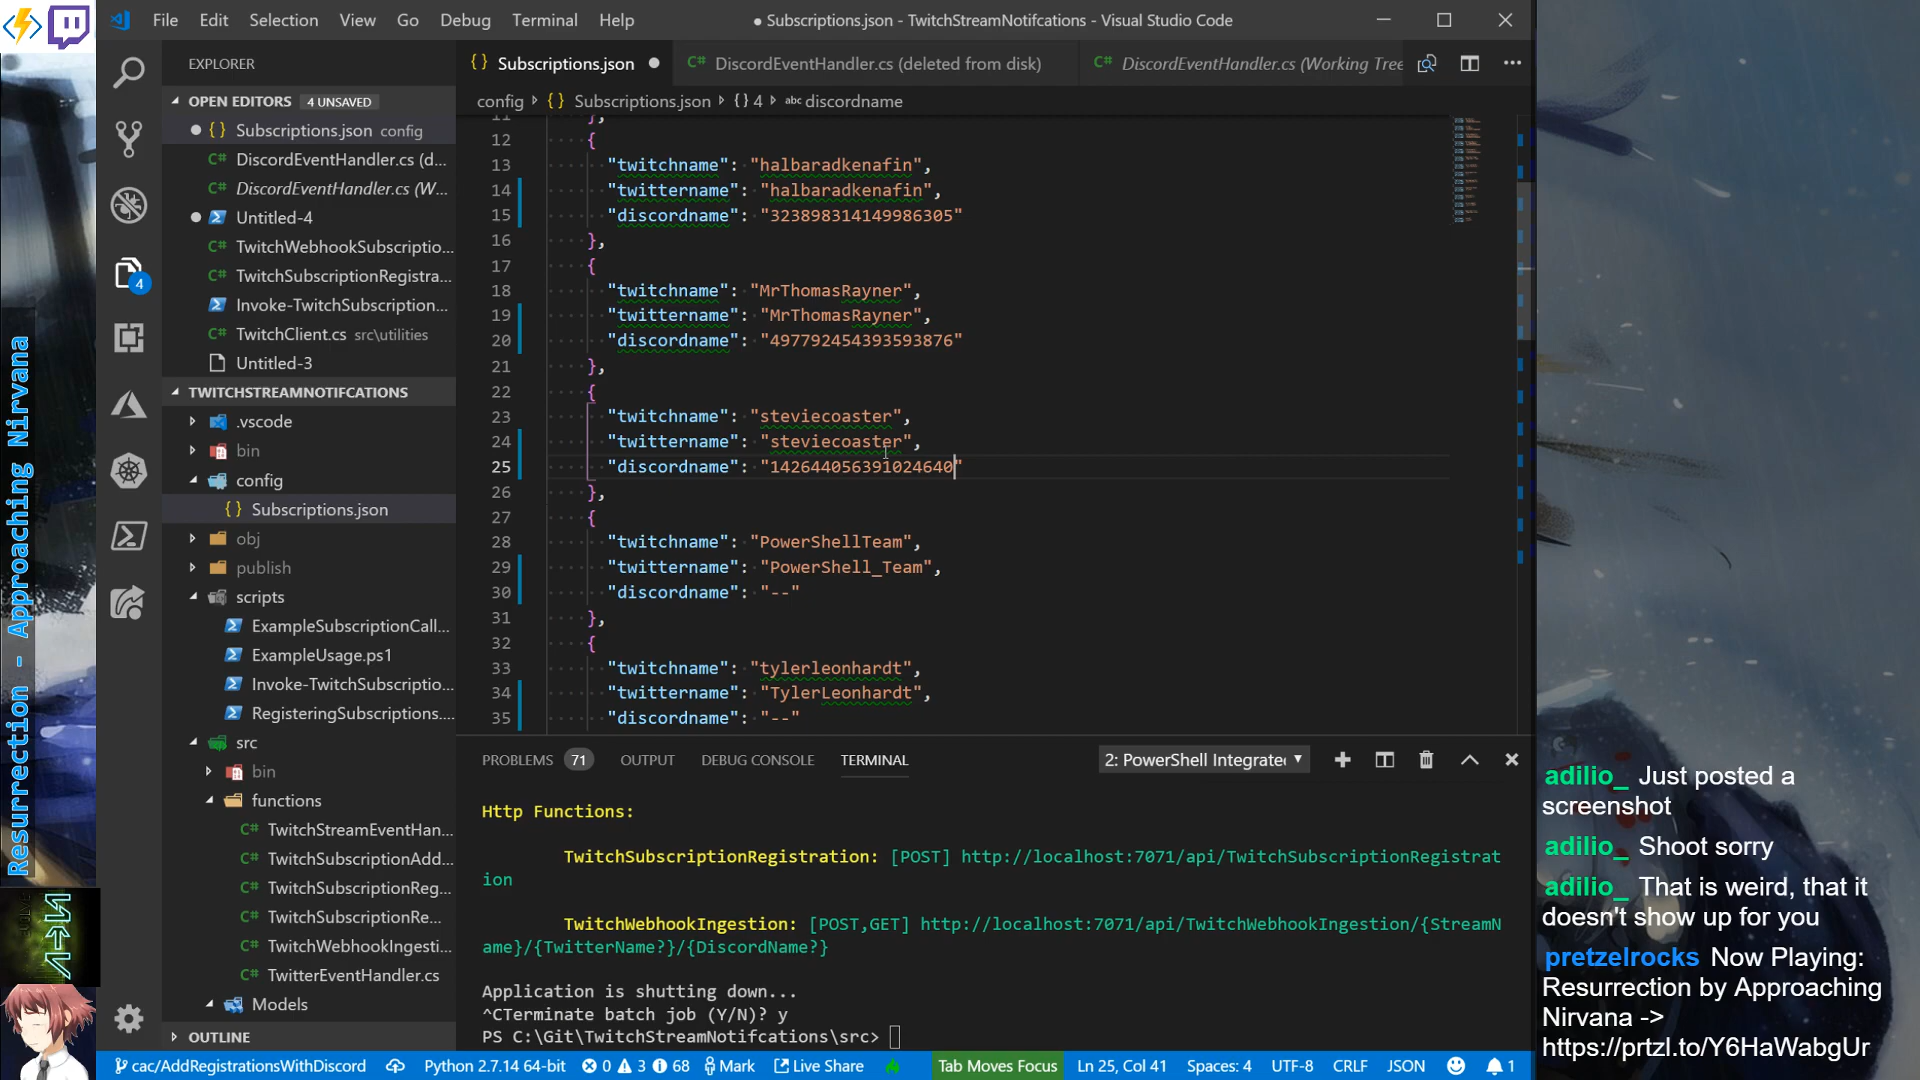 File Edit Selection View Go Debug Terminal Help
● Subscriptions.json - TwitchStreamNotifcations - Visual Studio Code
EXPLORER
OPEN EDITORS 4 UNSAVED
Subscriptions.json config
DiscordEventHandler.cs (d...
DiscordEventHandler.cs (W...
Untitled-4
TwitchWebhookSubscriptio...
TwitchSubscriptionRegistra...
Invoke-TwitchSubscription...
TwitchClient.cs src\utilities
Untitled-3
TWITCHSTREAMNOTIFCATIONS
.vscode
bin
config
Subscriptions.json
obj
publish
scripts
ExampleSubscriptionCall...
ExampleUsage.ps1
Invoke-TwitchSubscriptio...
RegisteringSubscriptions....
src
bin
functions
TwitchStreamEventHan...
TwitchSubscriptionAdd...
TwitchSubscriptionReg...
TwitchSubscriptionRe...
TwitchWebhookIngesti...
TwitterEventHandler.cs
Models
OUTLINE
4
Subscriptions.json
DiscordEventHandler.cs (deleted from disk)
DiscordEventHandler.cs (Working Tree
config > {} Subscriptions.json > {} 4 > abc discordname
11 },
12 {
13 "twitchname": "halbaradkenafin",
14 "twittername": "halbaradkenafin",
15 "discordname": "323898314149986305"
16 },
17 {
18 "twitchname": "MrThomasRayner",
19 "twittername": "MrThomasRayner",
20 "discordname": "497792454393593876"
21 },
22 {
23 "twitchname": "steviecoaster",
24 "twittername": "steviecoaster",
25 "discordname": "142644056391024640"
26 },
27 {
28 "twitchname": "PowerShellTeam",
29 "twittername": "PowerShell_Team",
30 "discordname": "--"
31 },
32 {
33 "twitchname": "tylerleonhardt",
34 "twittername": "TylerLeonhardt",
35 "discordname": "--"
PROBLEMS 71 OUTPUT DEBUG CONSOLE TERMINAL
2: PowerShell Integrate
Http Functions:
TwitchSubscriptionRegistration: [POST] http://localhost:7071/api/TwitchSubscriptionRegistrat
ion
TwitchWebhookIngestion: [POST,GET] http://localhost:7071/api/TwitchWebhookIngestion/{StreamN
ame}/{TwitterName?}/{DiscordName?}
Application is shutting down...
^CTerminate batch job (Y/N)? y
PS C:\Git\TwitchStreamNotifcations\src>
cac/AddRegistrationsWithDiscord Python 2.7.14 64-bit 0 3 68 Mark Live Share Tab Moves Focus Ln 25, Col 41 Spaces: 4 UTF-8 CRLF JSON 1
Resurrection - Approaching Nirvana
adilio_ Just posted a
screenshot
adilio_ Shoot sorry
adilio_ That is weird, that it
doesn't show up for you
pretzelrocks Now Playing:
Resurrection by Approaching
Nirvana ->
https://prtzl.to/Y6HaWabgUr